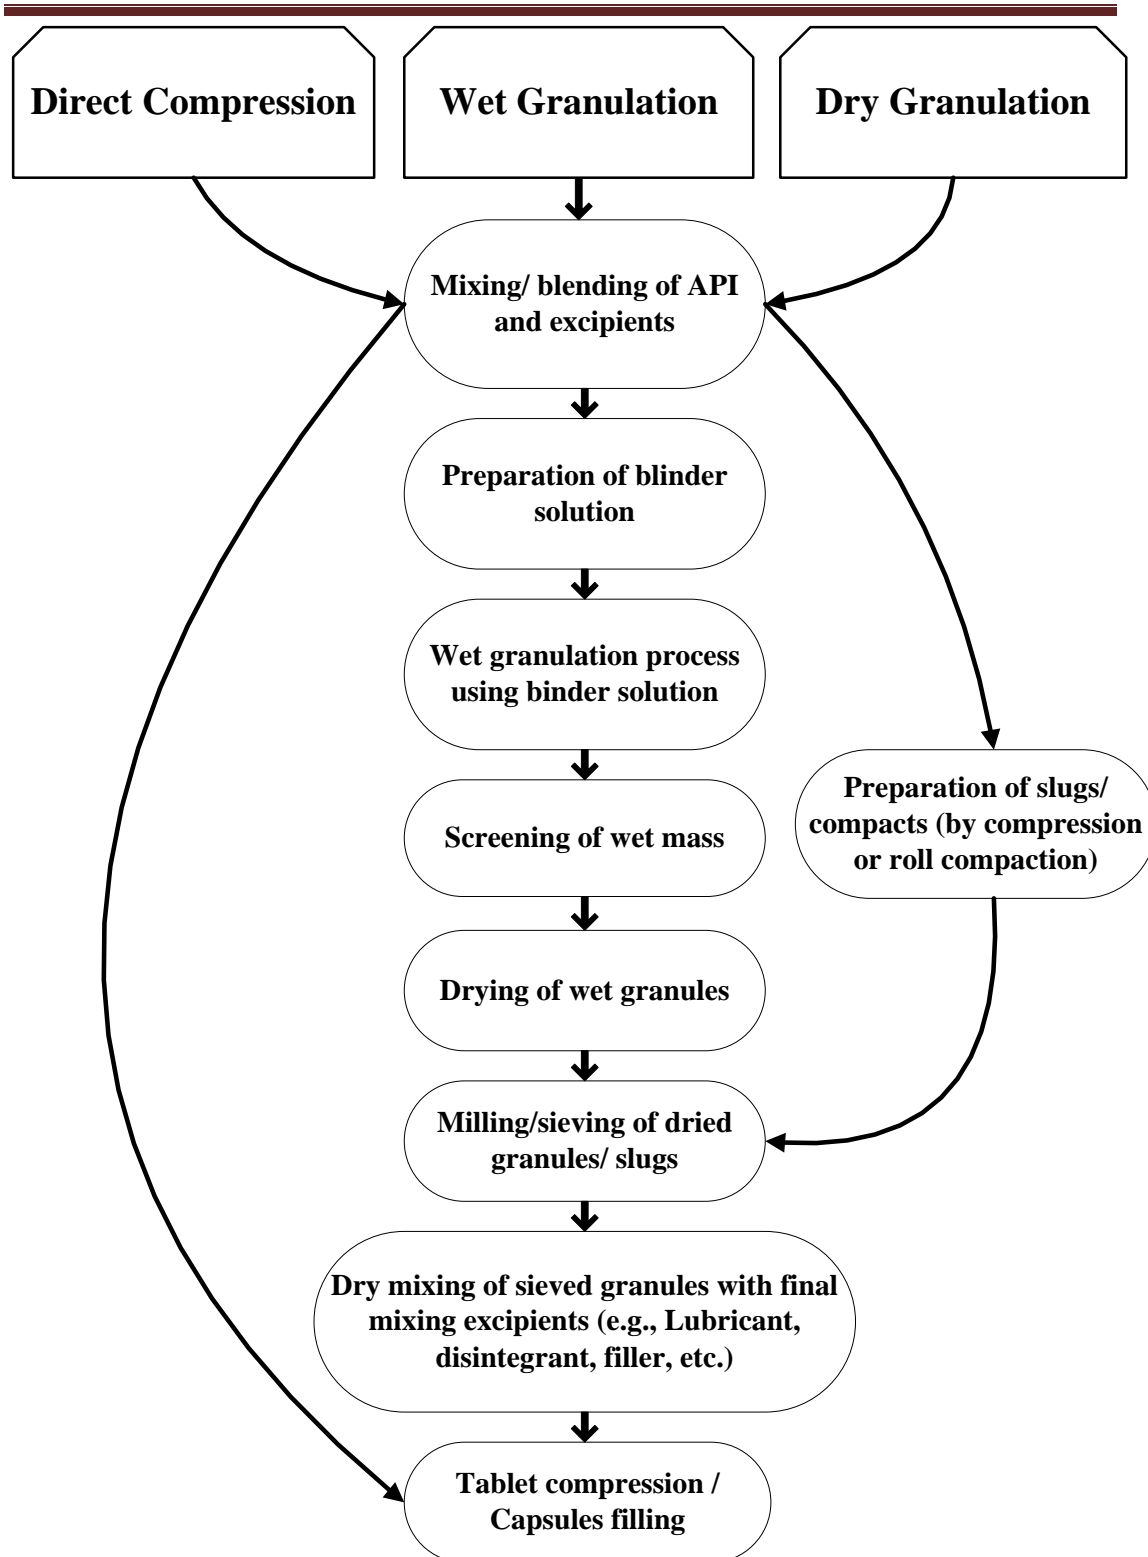 Direct Compression
Wet Granulation
Dry Granulation
Mixing/ blending of API
and excipients
Preparation of blinder
solution
Wet granulation process
using binder solution
Screening of wet mass
Preparation of slugs/
compacts (by compression
or roll compaction)
Drying of wet granules
Milling/sieving of dried
granules/ slugs
Dry mixing of sieved granules with final
mixing excipients (e.g., Lubricant,
disintegrant, filler, etc.)
Tablet compression /
Capsules filling